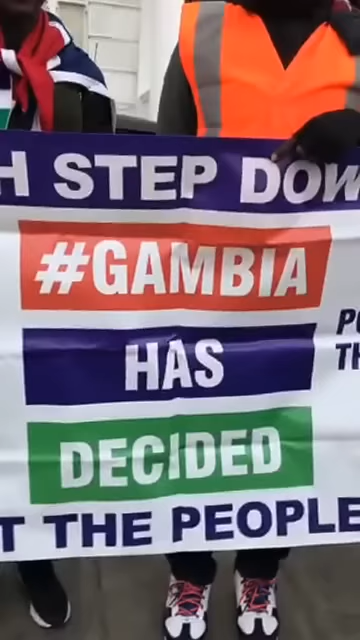 H STEP DOW
#GAMBIA
HAS
DECIDED
T THE PEOPLE